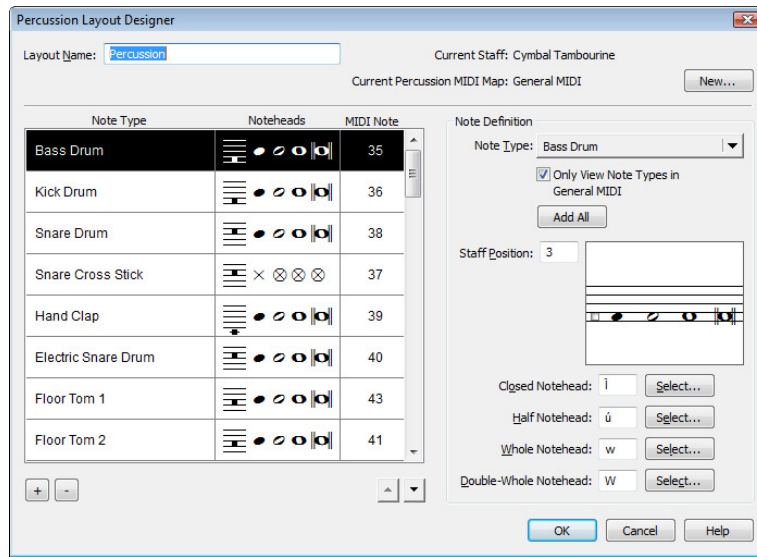 Percussion Layout Designer
Layout Name: Percussion
Current Staff: Cymbal Tambourine
Current Percussion MIDI Map: General MIDI
New...
Note Type Noteheads MIDI Note
Bass Drum 35
Kick Drum 36
Snare Drum 38
Snare Cross Stick 37
Hand Clap 39
Electric Snare Drum 40
Floor Tom 1 43
Floor Tom 2 41
+ -
Note Definition
Note Type: Bass Drum
Only View Note Types in
General MIDI
Add All
Staff Position: 3
Closed Notehead: Ï Select...
Half Notehead: ú Select...
Whole Notehead: w Select...
Double-Whole Notehead: W Select...
OK Cancel Help